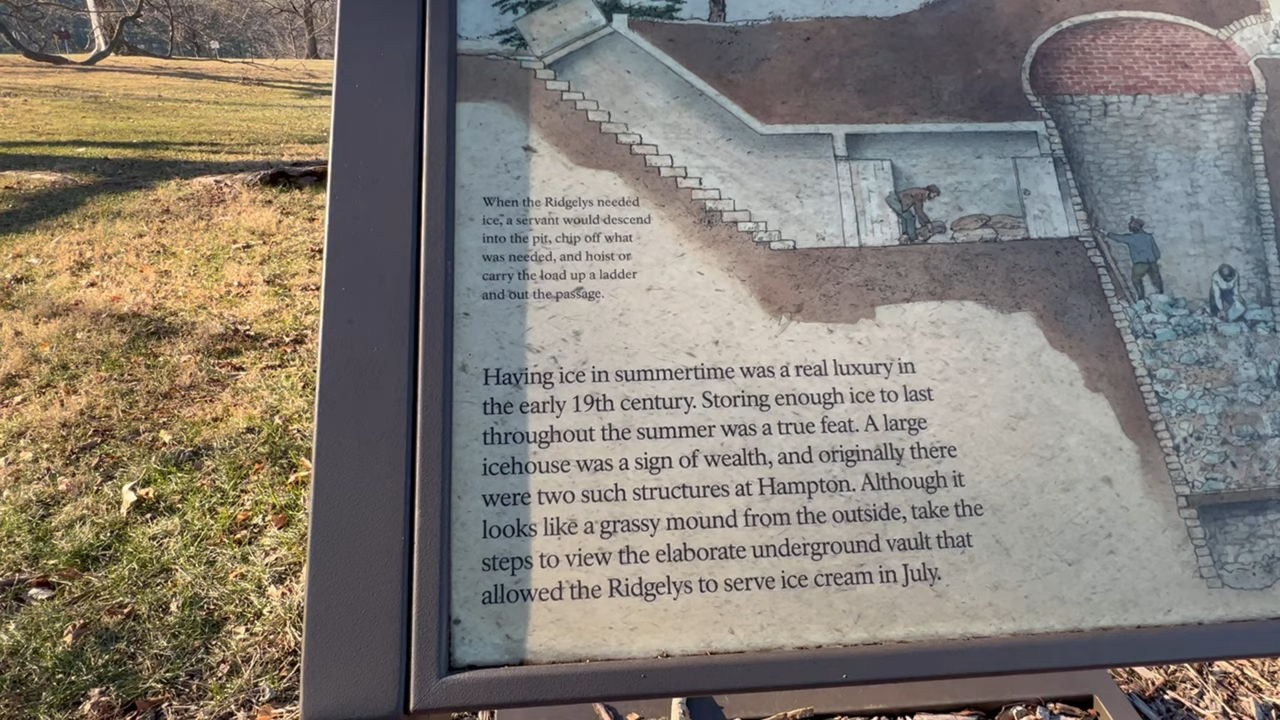 When the Ridgelys needed
ice, a servant would descend
into the pit, chip off what
was needed, and hoist or
carry the load up a ladder
and out the passage.
Having ice in summertime was a real luxury in
the early 19th century. Storing enough ice to last
throughout the summer was a true feat. A large
icehouse was a sign of wealth, and originally there
were two such structures at Hampton. Although it
looks like a grassy mound from the outside, take the
steps to view the elaborate underground vault that
allowed the Ridgelys to serve ice cream in July.